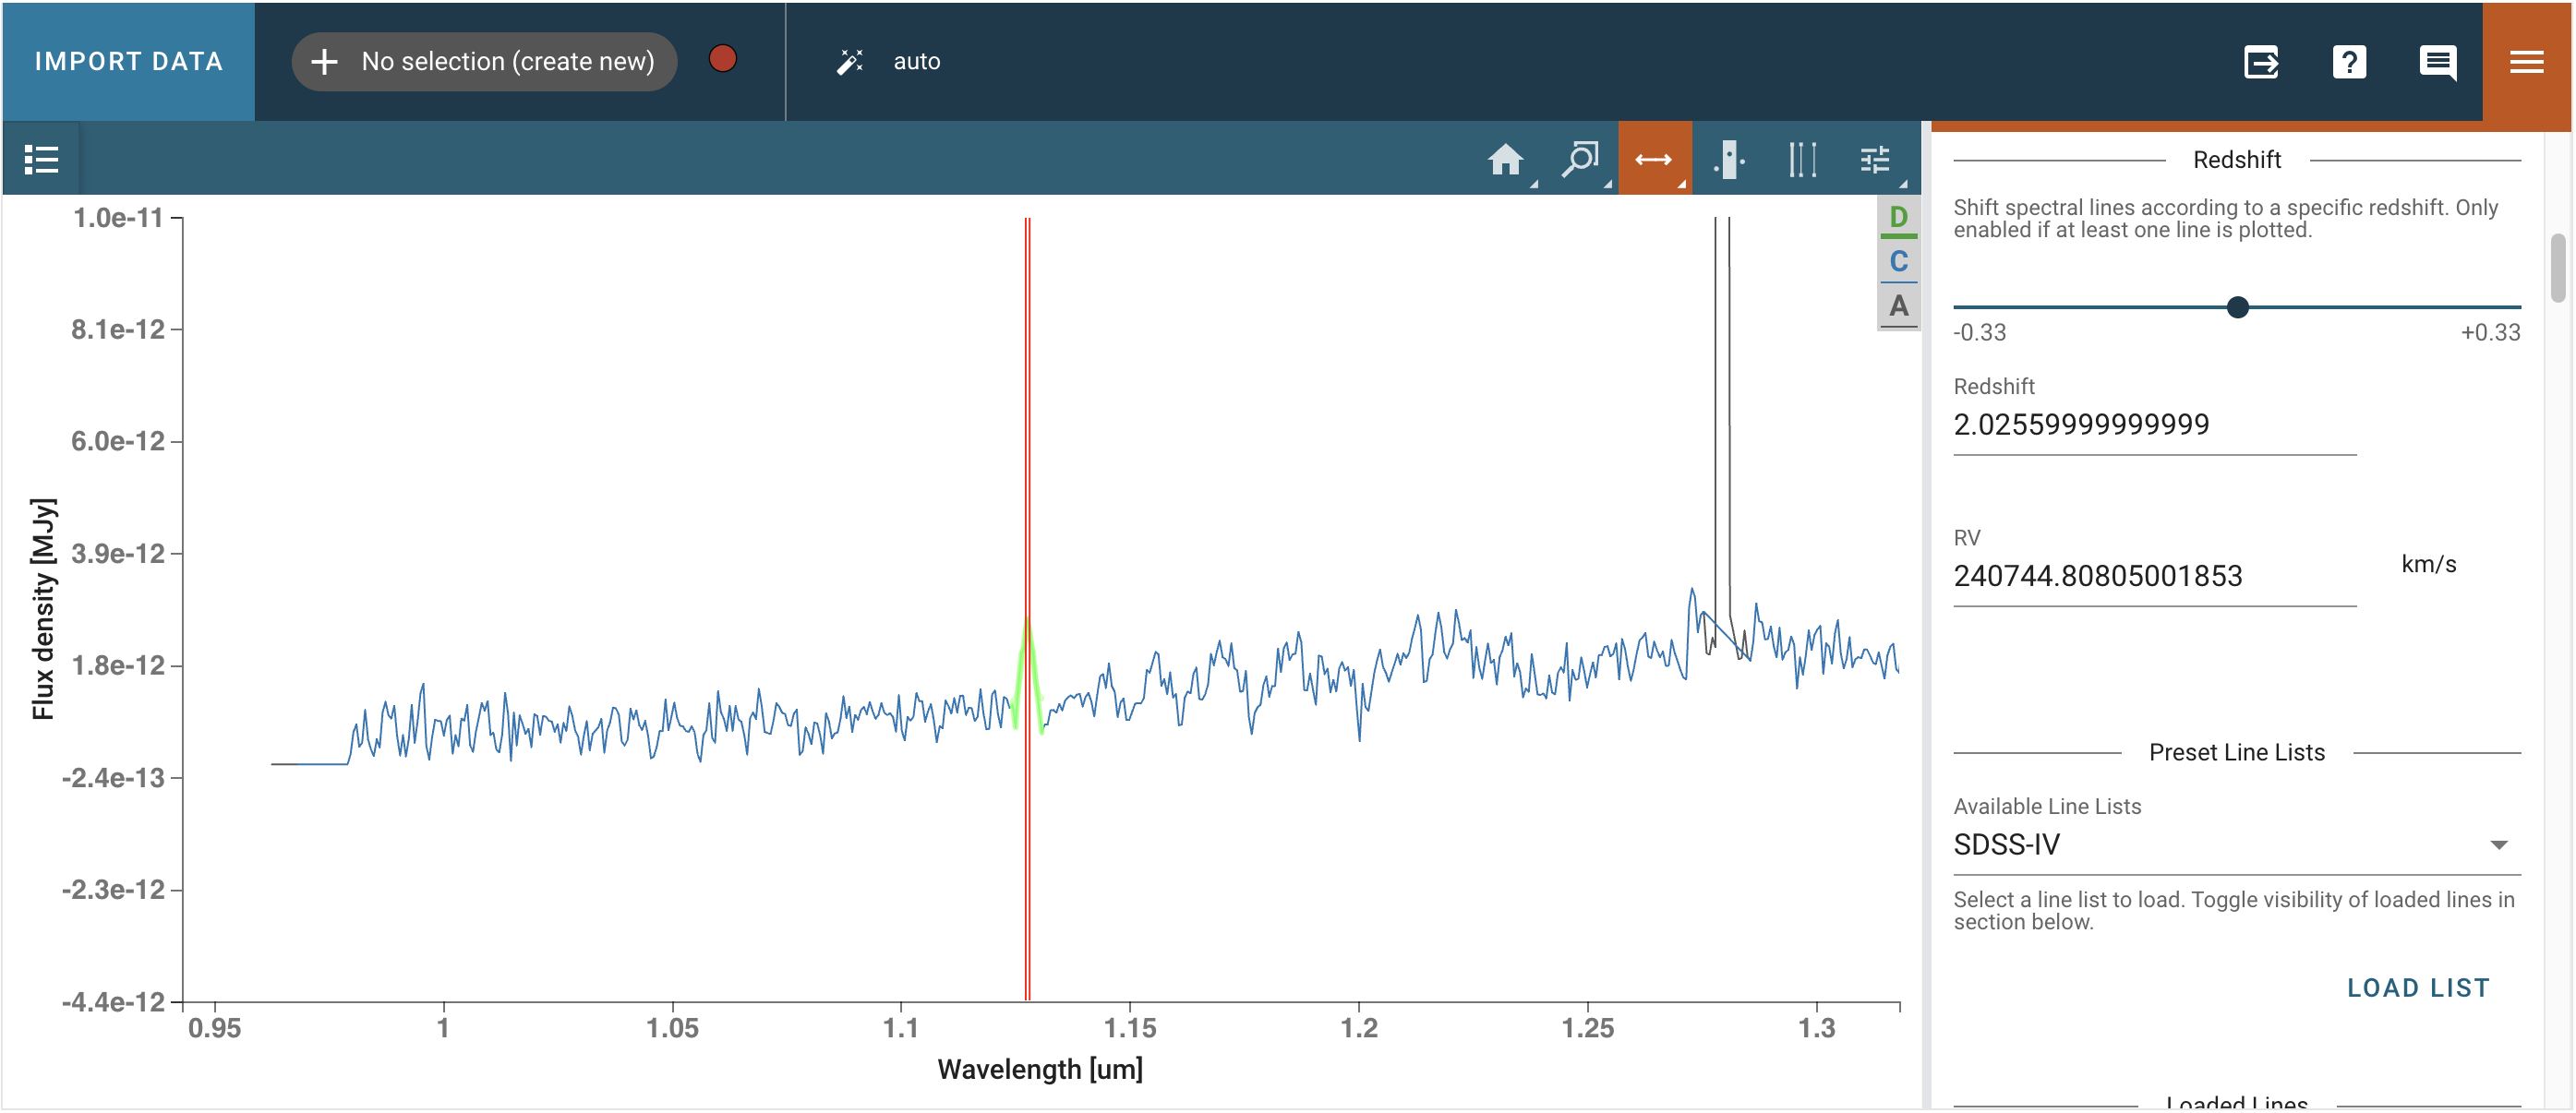 IMPORT DATA
No selection (create new)
auto
D
C
A
1.0e-11
8.1e-12
6.0e-12
3.9e-12
1.8e-12
-2.4e-13
-2.3e-12
-4.4e-12
Flux density [MJy]
0.95
1
1.05
1.1
1.15
1.2
1.25
1.3
Wavelength [um]
Redshift
Shift spectral lines according to a specific redshift. Only
enabled if at least one line is plotted.
-0.33
+0.33
Redshift
2.02559999999999
RV
240744.80805001853
km/s
Preset Line Lists
Available Line Lists
SDSS-IV
Select a line list to load. Toggle visibility of loaded lines in
section below.
LOAD LIST
Loaded Lines